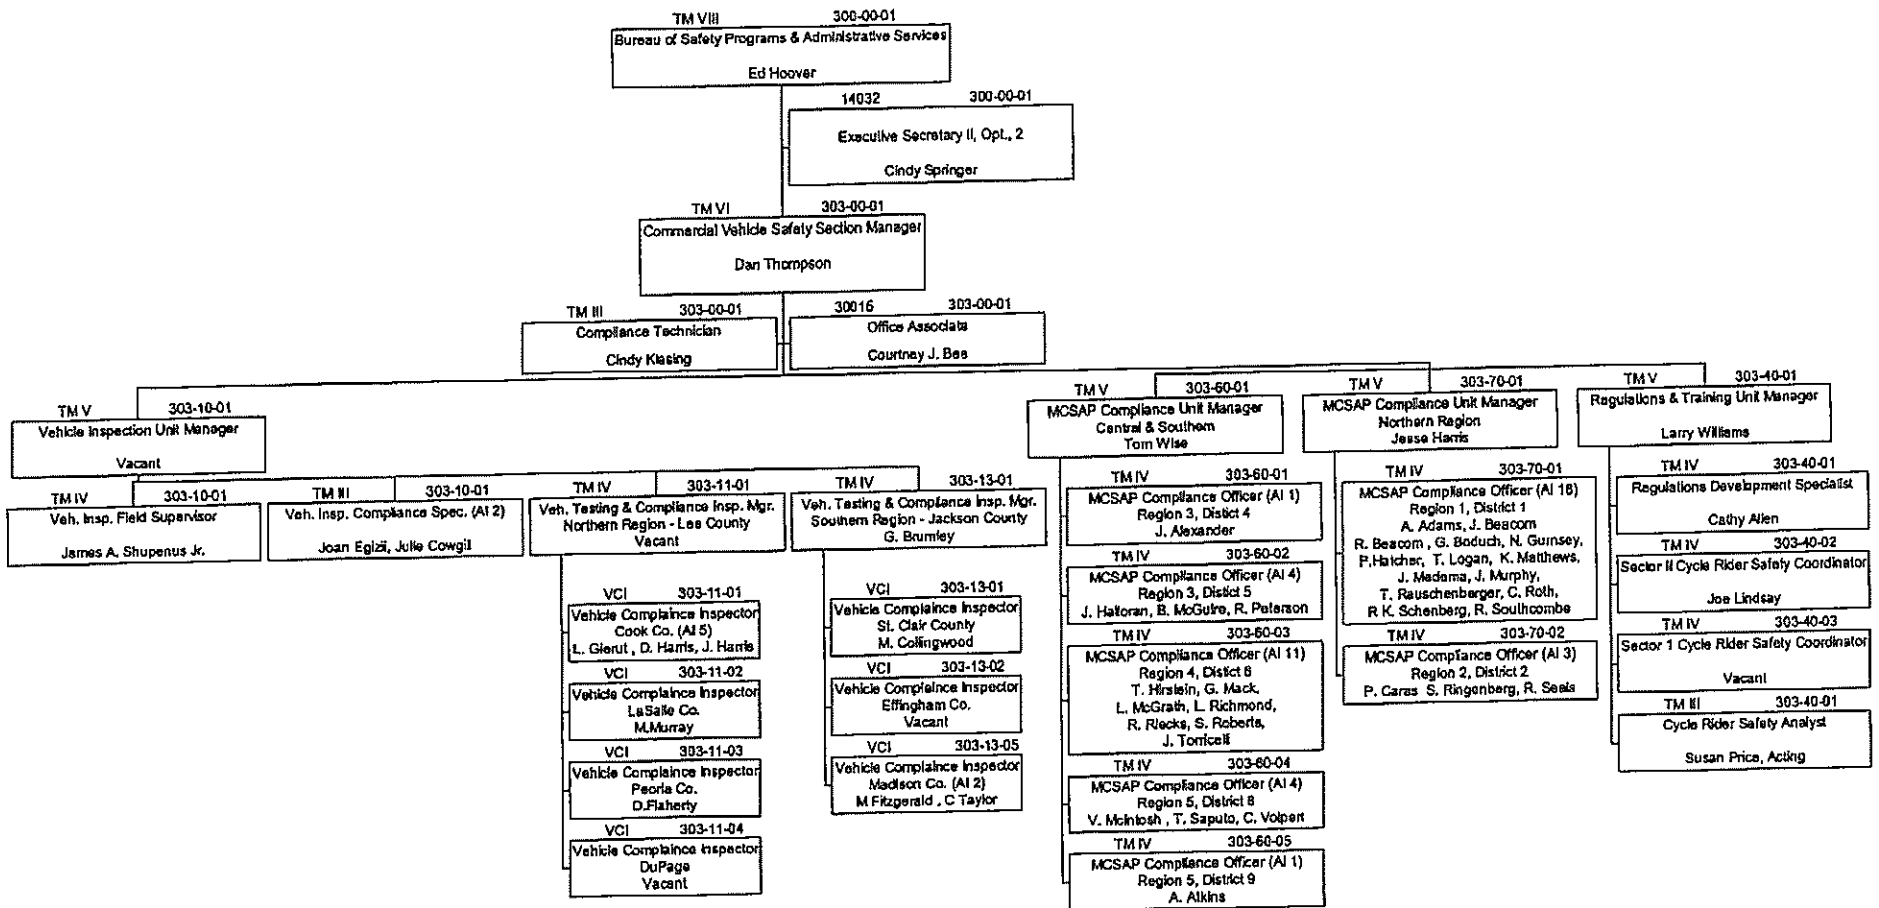 TM VIII 300-00-01
Bureau of Safety Programs & Administrative Services
Ed Hoover
14032 300-00-01
Executive Secretary II, Opt., 2
Cindy Springer
TM VI 303-00-01
Commercial Vehicle Safety Section Manager
Dan Thompson
TM III 303-00-01
Compliance Technician
Cindy Klasing
30016 303-00-01
Office Associate
Courtney J. Bee
TM V 303-10-01
Vehicle Inspection Unit Manager
Vacant
TM IV 303-10-01
Veh. Insp. Field Supervisor
James A. Shupenus Jr.
TM III 303-10-01
Veh. Insp. Compliance Spec. (AI 2)
Joan Egizii, Julie Cowgil
TM IV 303-11-01
Veh. Testing & Compliance Insp. Mgr.
Northern Region - Lee County
Vacant
VCI 303-11-01
Vehicle Complaince Inspector
Cook Co. (AI 5)
L. Gierut , D. Harris, J. Harris
VCI 303-11-02
Vehicle Complaince Inspector
LaSalle Co.
M.Murray
VCI 303-11-03
Vehicle Complaince Inspector
Peoria Co.
D.Flaherty
VCI 303-11-04
Vehicle Complaince Inspector
DuPage
Vacant
TM IV 303-13-01
Veh. Testing & Compliance Insp. Mgr.
Southern Region - Jackson County
G. Brumley
VCI 303-13-01
Vehicle Complaince Inspector
St. Clair County
M. Collingwood
VCI 303-13-02
Vehicle Complaince Inspector
Effingham Co.
Vacant
VCI 303-13-05
Vehicle Complaince Inspector
Madison Co. (AI 2)
M Fitzgerald , C Taylor
TM V 303-60-01
MCSAP Compliance Unit Manager
Central & Southern
Tom Wise
TM IV 303-60-01
MCSAP Compliance Officer (AI 1)
Region 3, Distict 4
J. Alexander
TM IV 303-60-02
MCSAP Compliance Officer (AI 4)
Region 3, Distict 5
J. Halloran, B. McGuire, R. Peterson
TM IV 303-60-03
MCSAP Compliance Officer (AI 11)
Region 4, Distict 6
T. Hirstein, G. Mack,
L. McGrath, L. Richmond,
R. Riecks, S. Roberts,
J. Torricelli
TM IV 303-60-04
MCSAP Compliance Officer (AI 4)
Region 5, District 8
V. McIntosh , T. Saputo, C. Volpert
TM IV 303-60-05
MCSAP Compliance Officer (AI 1)
Region 5, District 9
A. Alkins
TM V 303-70-01
MCSAP Compliance Unit Manager
Northern Region
Jesse Harris
TM IV 303-70-01
MCSAP Compliance Officer (AI 16)
Region 1, District 1
A. Adams, J. Beacom
R. Beacom , G. Boduch, N. Gurnsey,
P.Hatcher, T. Logan, K. Matthews,
J. Madema, J. Murphy,
T. Rauschenberger, C. Roth,
R K. Schenberg, R. Southcombe
TM IV 303-70-02
MCSAP Compliance Officer (AI 3)
Region 2, District 2
P. Caras S. Ringenberg, R. Seals
TM V 303-40-01
Regulations & Training Unit Manager
Larry Williams
TM IV 303-40-01
Regulations Development Specialist
Cathy Allen
TM IV 303-40-02
Sector II Cycle Rider Safety Coordinator
Joe Lindsay
TM IV 303-40-03
Sector 1 Cycle Rider Safety Coordinator
Vacant
TM III 303-40-01
Cycle Rider Safety Analyst
Susan Price, Acting